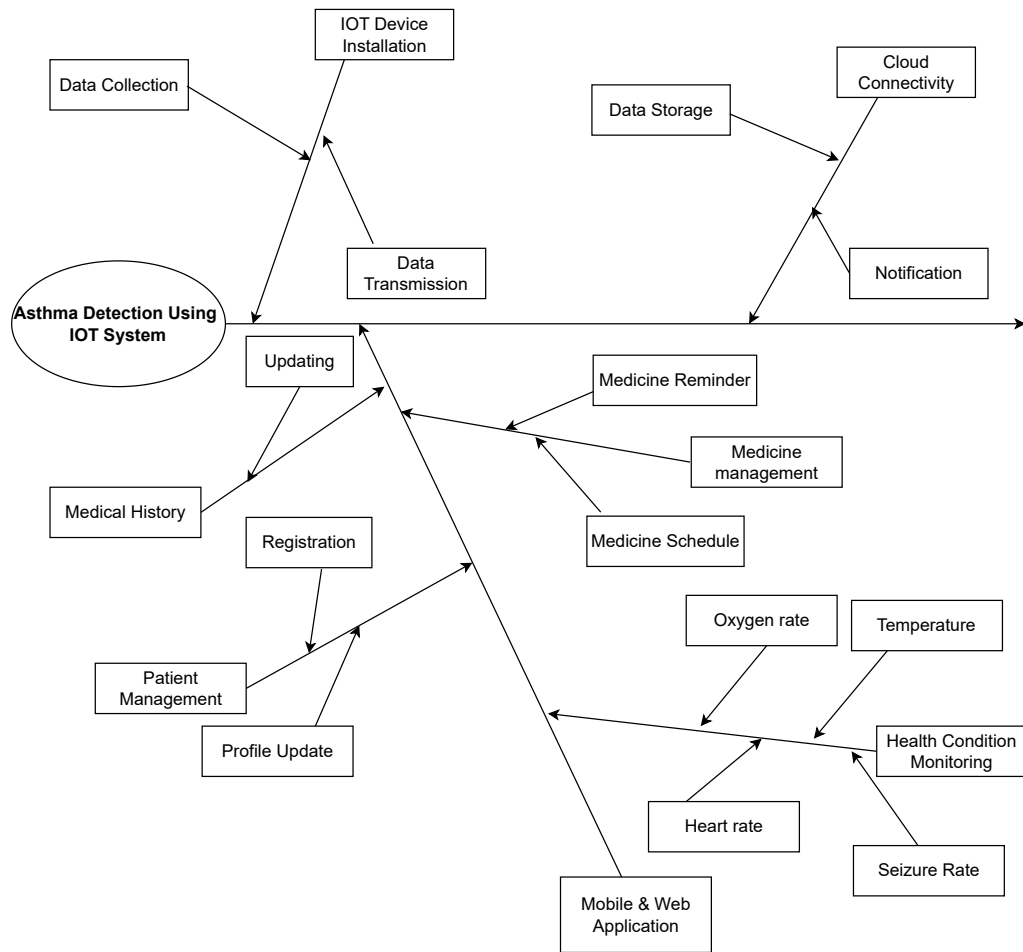 IOT Device
Installation
Data Collection
Cloud
Connectivity
Data Storage
Data
Transmission
Notification
Asthma Detection Using
IOT System
Updating
Medicine Reminder
Medicine
management
Medical History
Medicine Schedule
Registration
Oxygen rate
Temperature
Patient
Management
Profile Update
Health Condition
Monitoring
Heart rate
Seizure Rate
Mobile & Web
Application